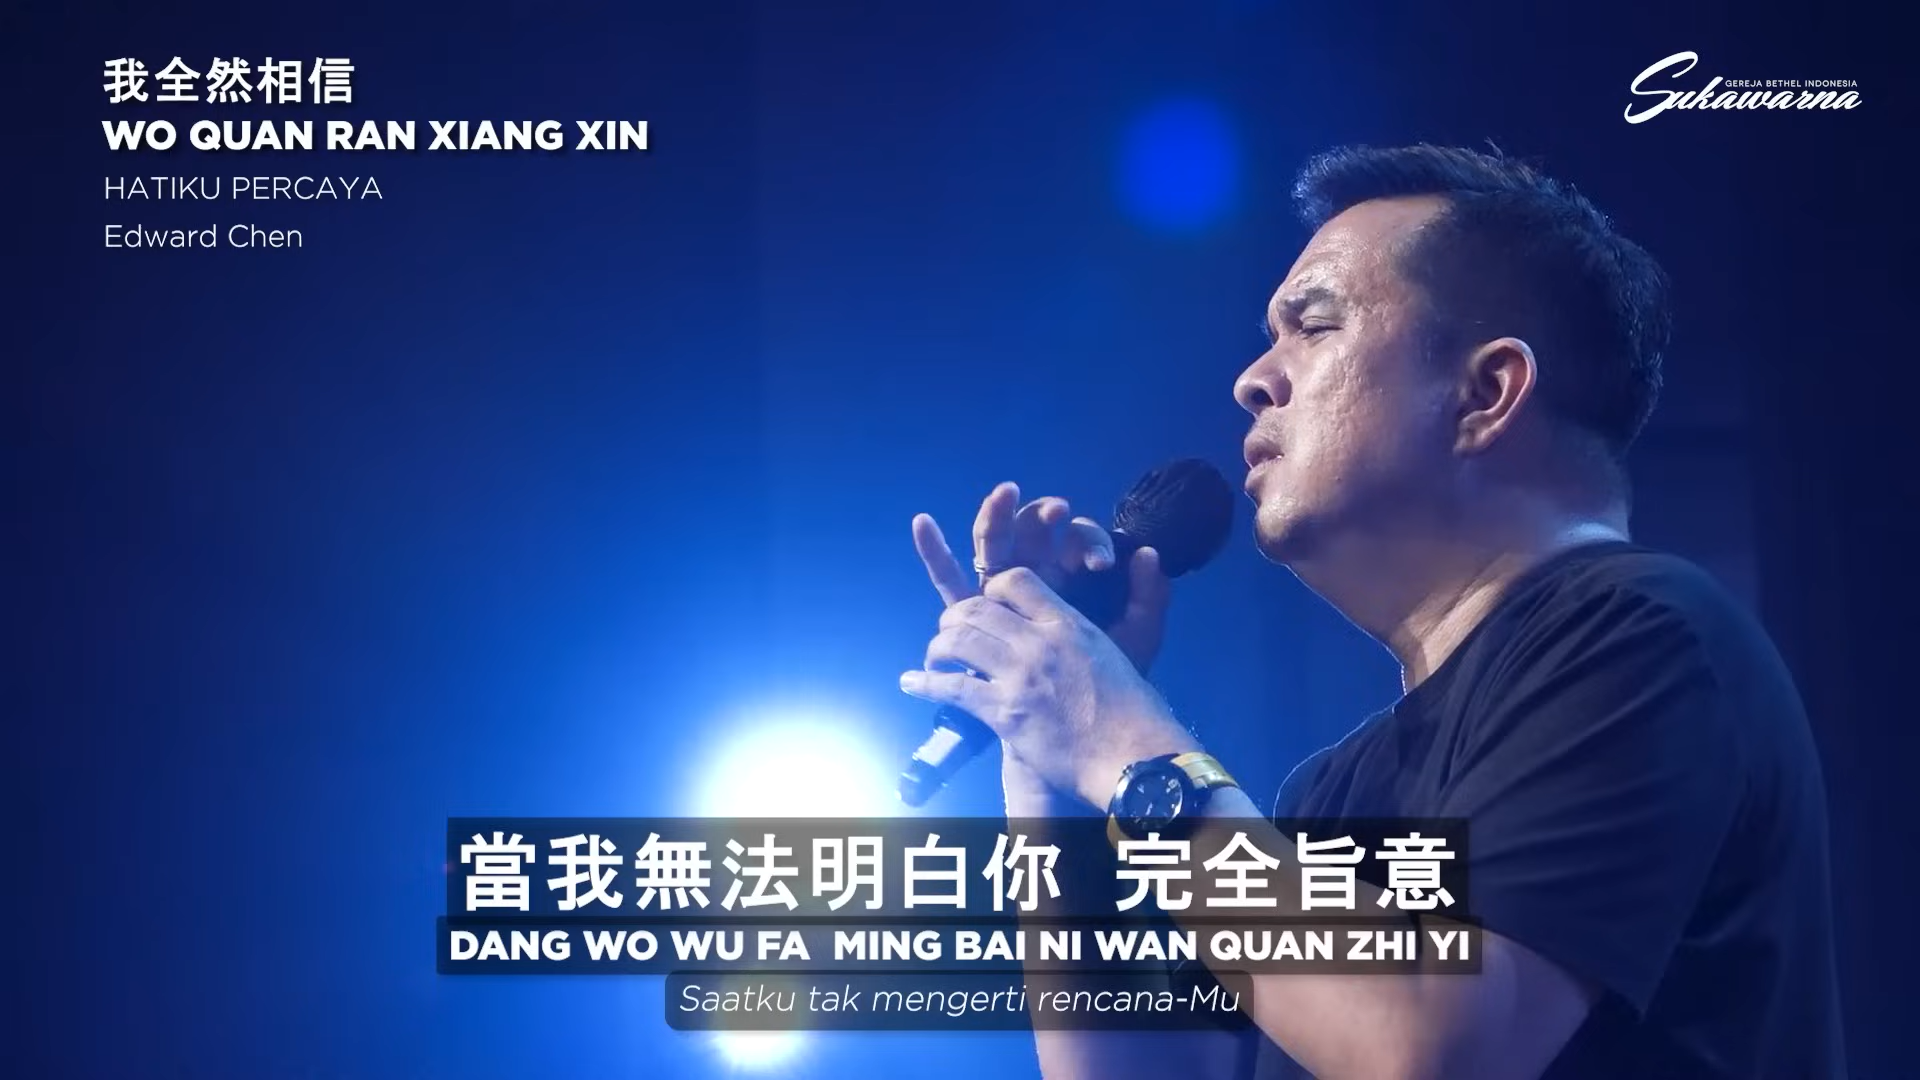 我全然相信
WO QUAN RAN XIANG XIN
HATIKU PERCAYA
Edward Chen
GEREJA BETHEL INDONESIA
Sukawarna
當我無法明白你 完全旨意
DANG WO WU FA MING BAI NI WAN QUAN ZHI YI
Saatku tak mengerti rencana-Mu